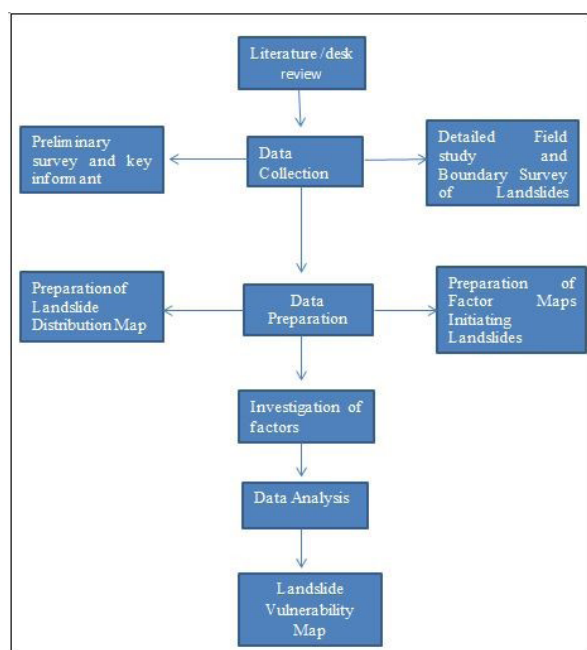 Literature /desk
review
Preliminary
survey and key
informant
Data
Collection
Detailed Field
study and
Boundary Survey
of Landslides
Preparation of
Landslide
Distribution Map
Data
Preparation
Preparation of
Factor Maps
Initiating
Landslides
Investigation of
factors
Data Analysis
Landslide
Vulnerability
Map